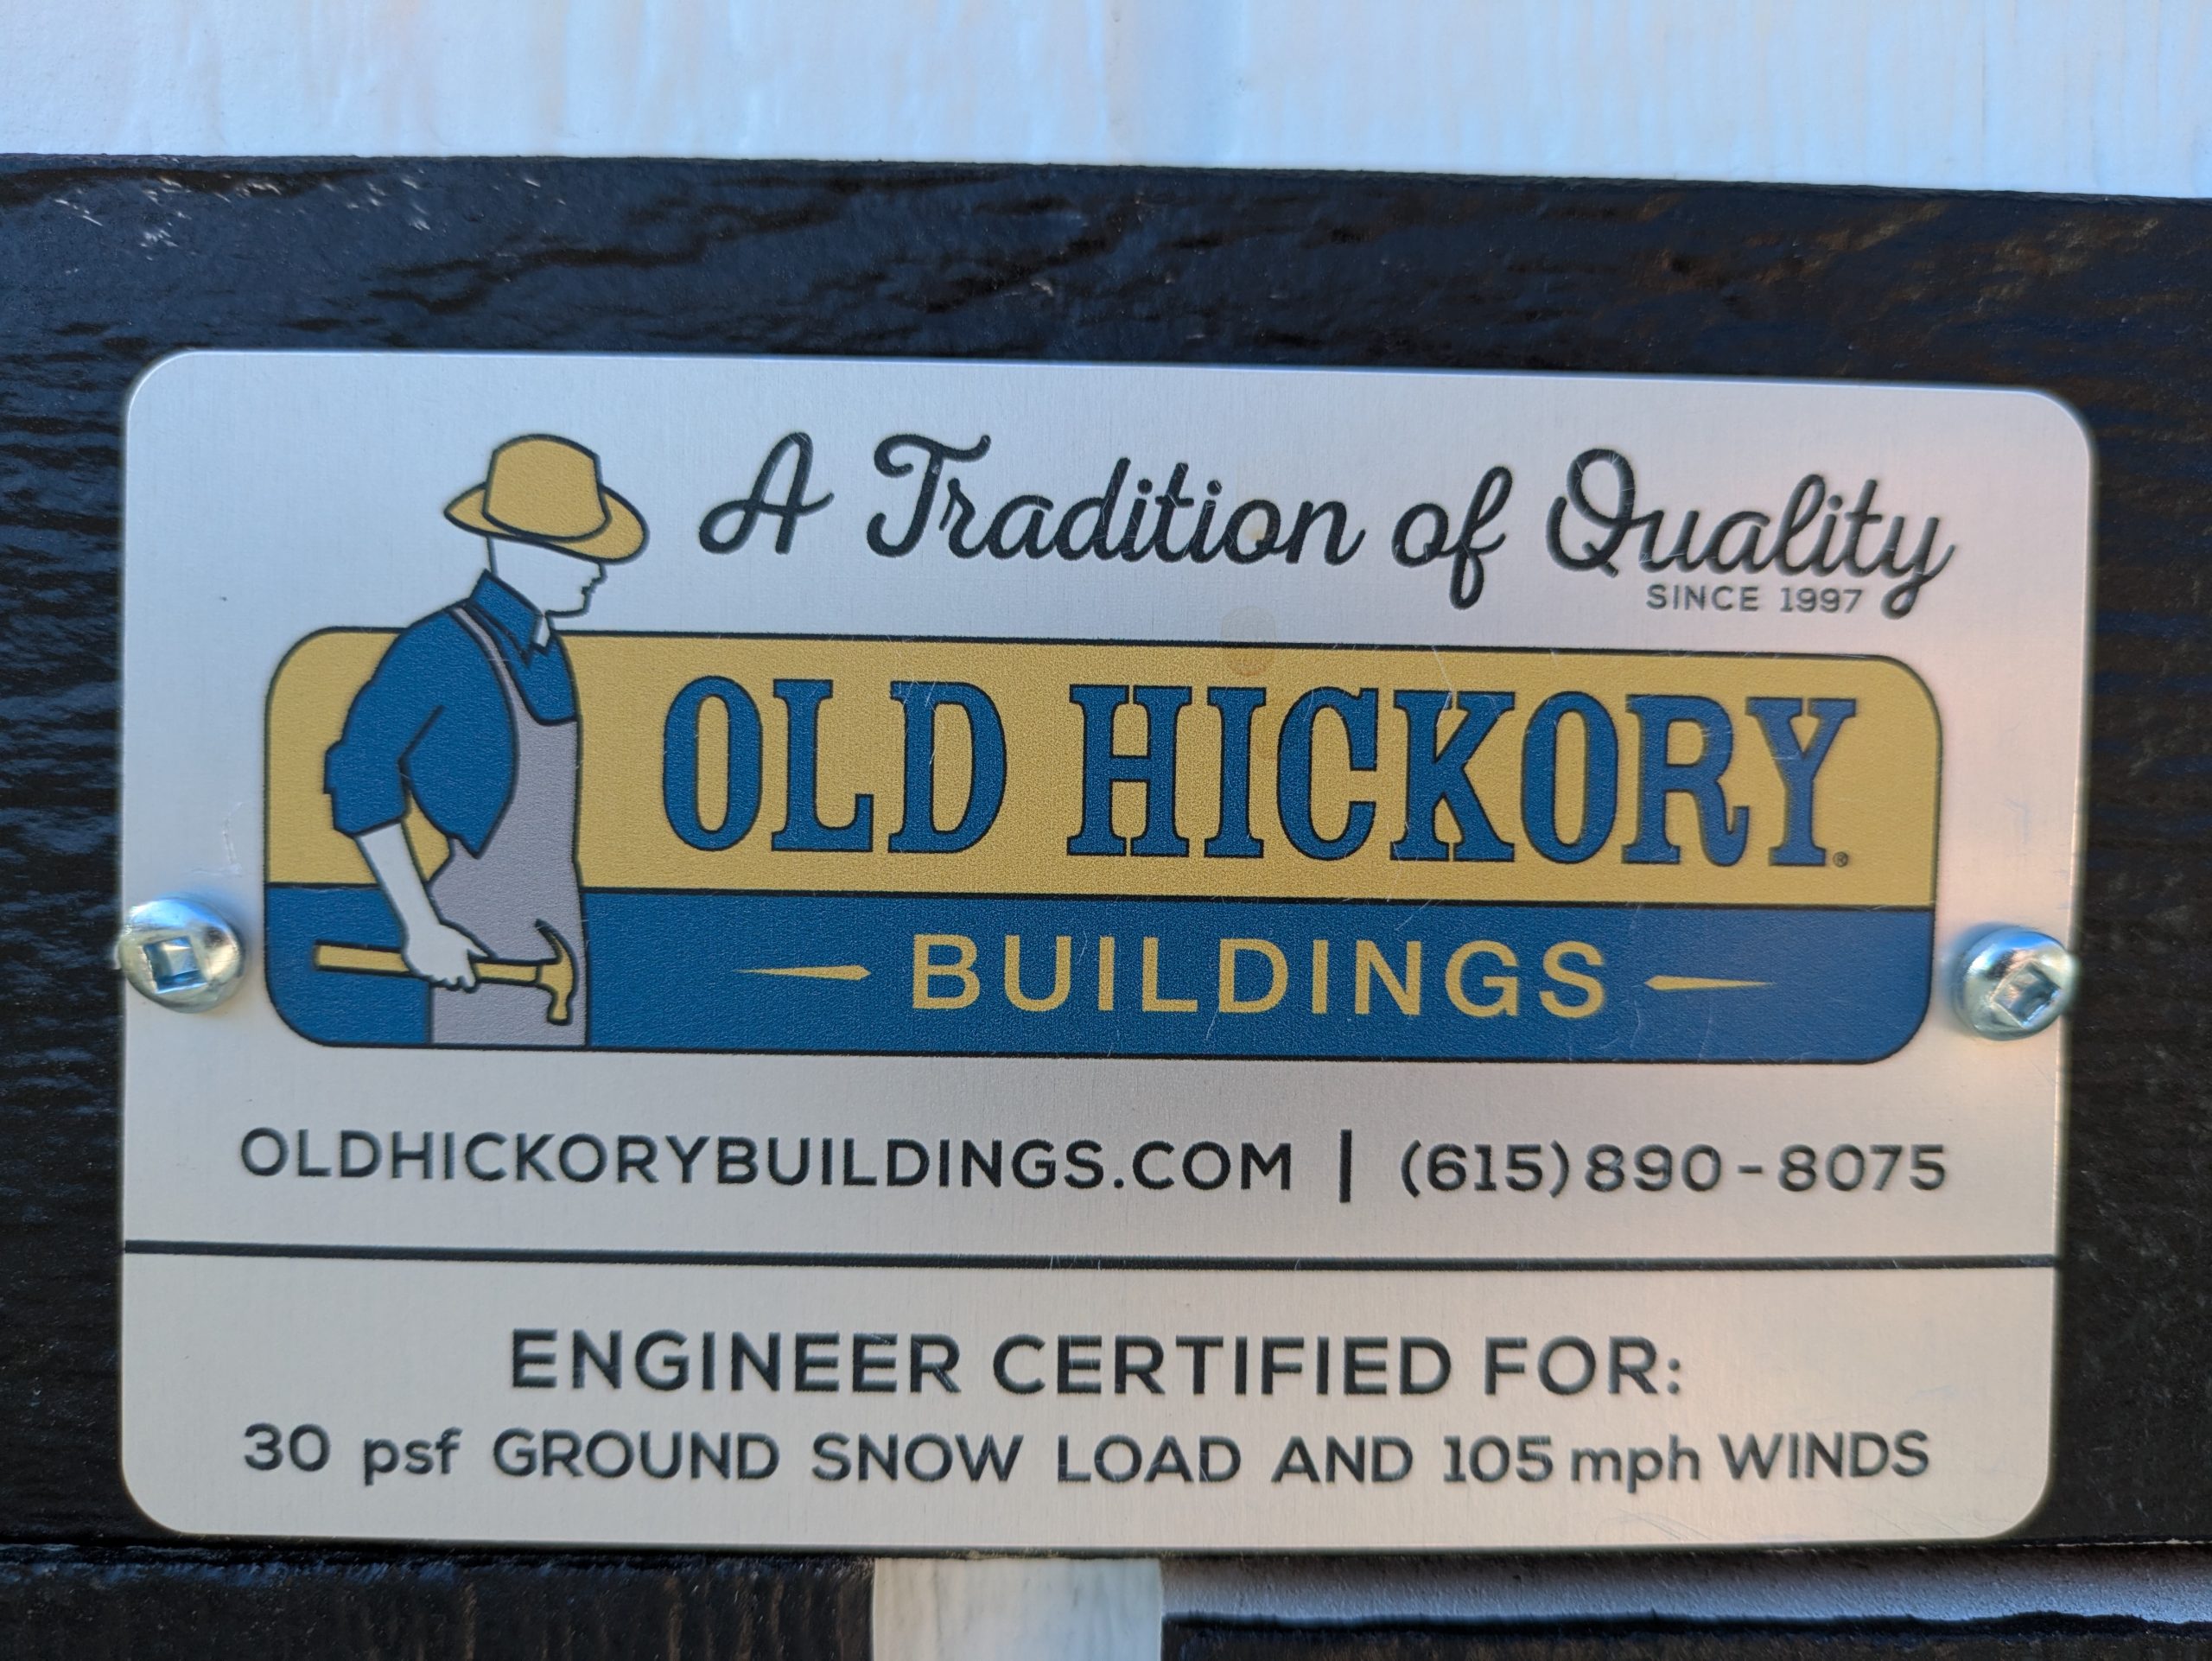 A Tradition of Quality
SINCE 1997
OLD HICKORY®
BUILDINGS
OLDHICKORYBUILDINGS.COM | (615)890-8075
ENGINEER CERTIFIED FOR:
30 psf GROUND SNOW LOAD AND 105 mph WINDS